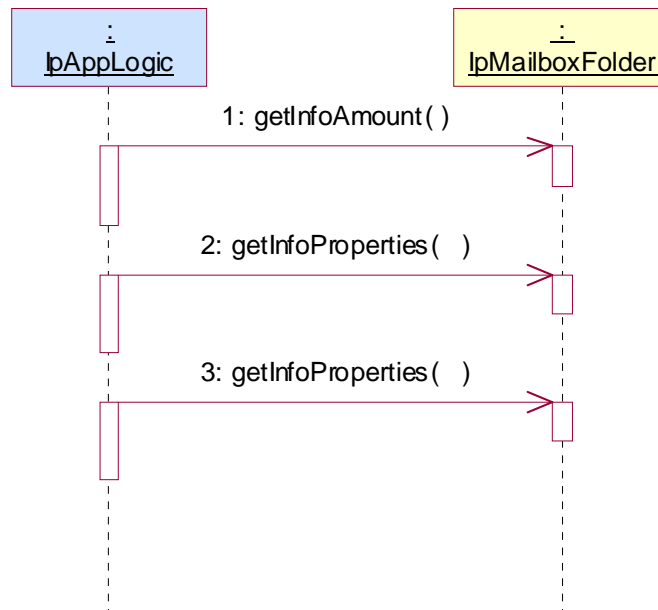 :
IpAppLogic
:
IpMailboxFolder
1: getInfoAmount( )
2: getInfoProperties(  )
3: getInfoProperties(  )